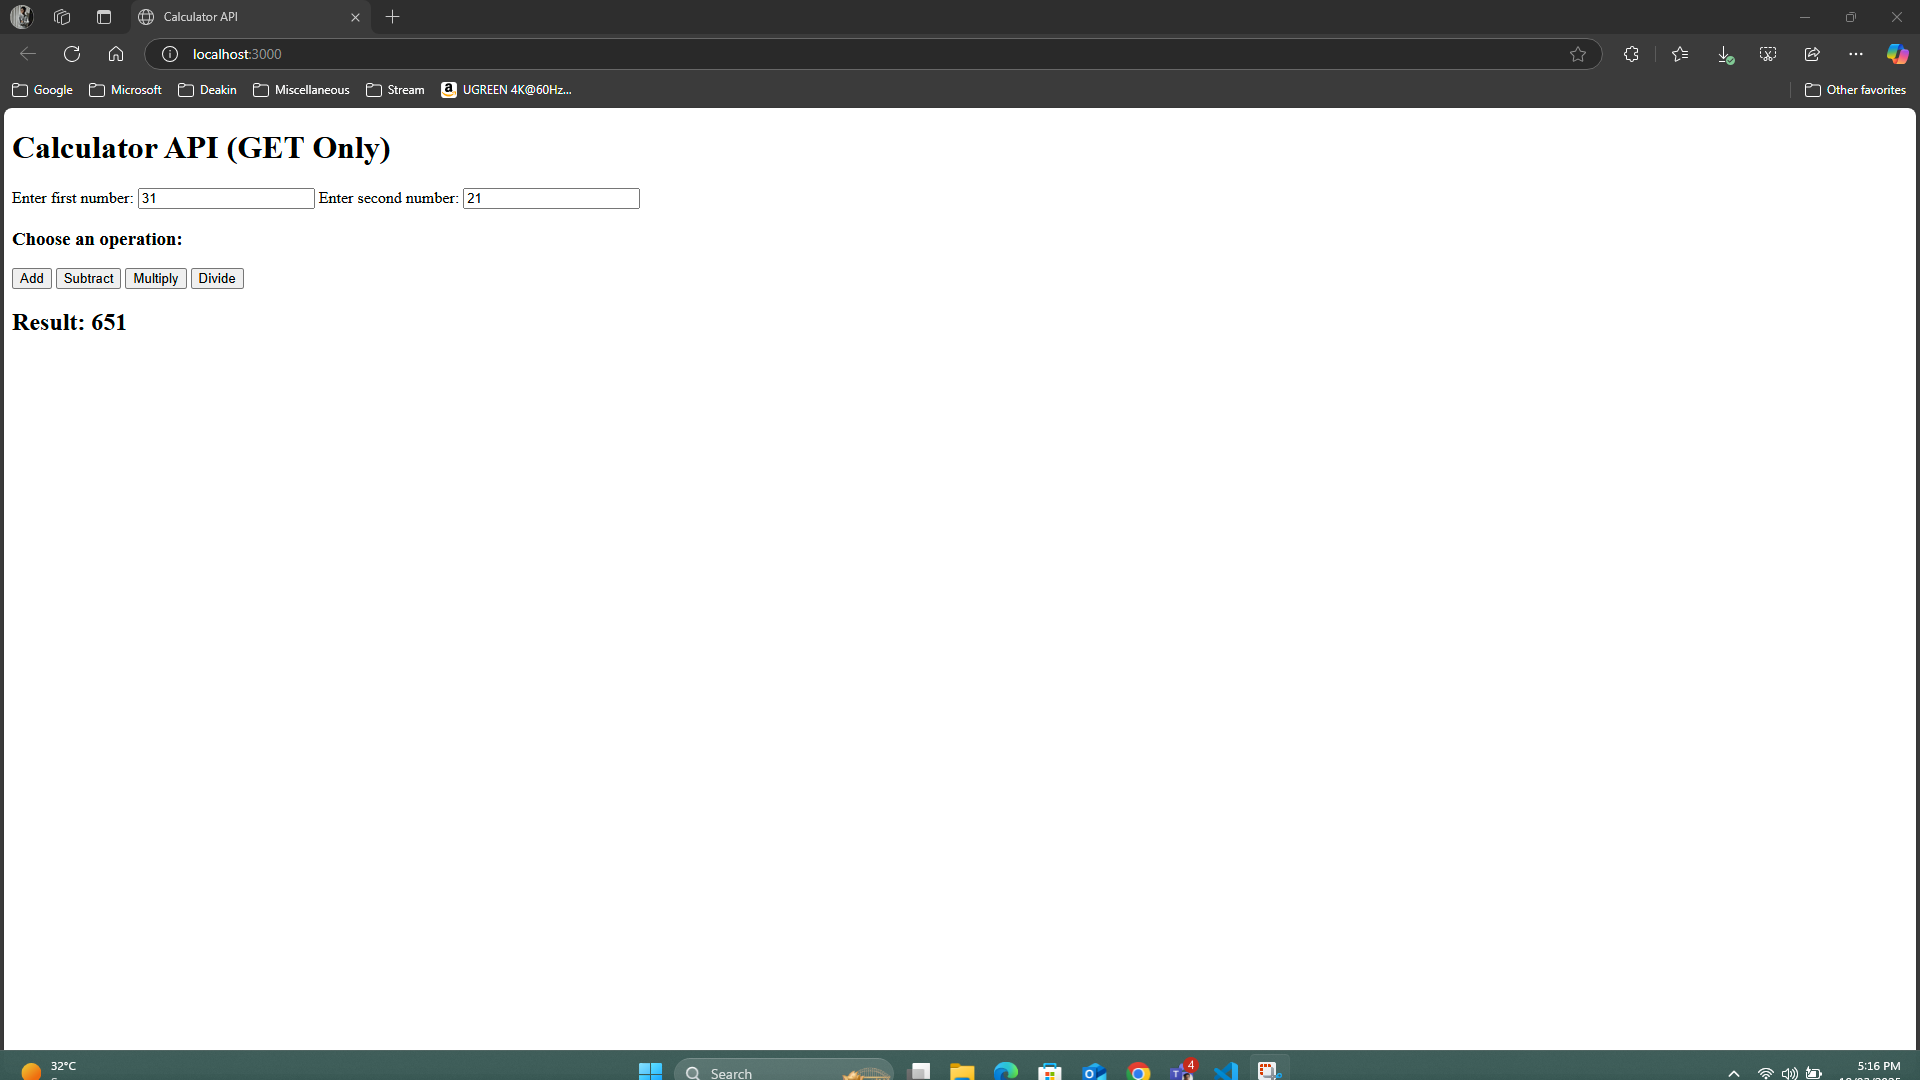 Calculator API
localhost:3000
Google Microsoft Deakin Miscellaneous Stream UGREEN 4K@60Hz... Other favorites
Calculator API (GET Only)
Enter first number: 31 Enter second number: 21
Choose an operation:
Add Subtract Multiply Divide
Result: 651
32°C
Search
4
5:16 PM